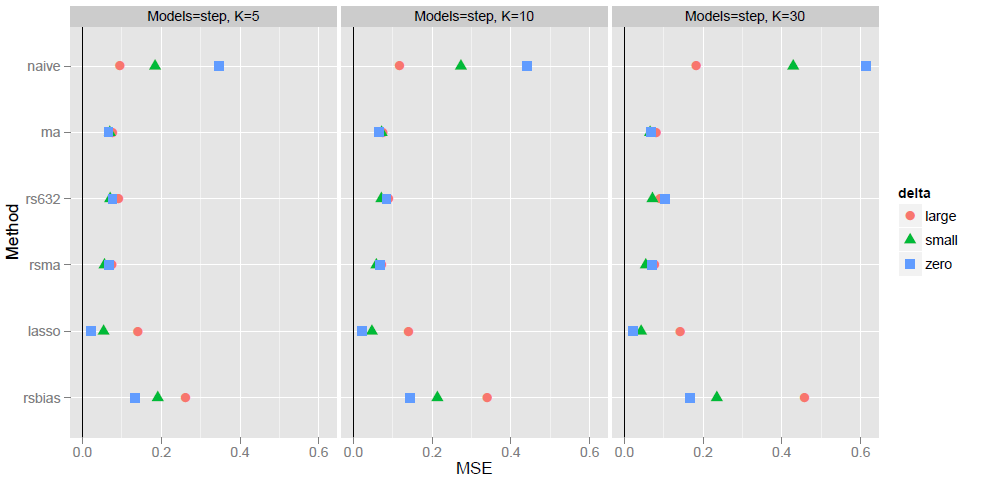 Models=step, K=5
Models=step, K=10
Models=step, K=30
Method
naive
ma
rs632
rsma
lasso
rsbias
0.0 0.2 0.4 0.6
0.0 0.2 0.4 0.6
0.0 0.2 0.4 0.6
MSE
delta
large
small
zero